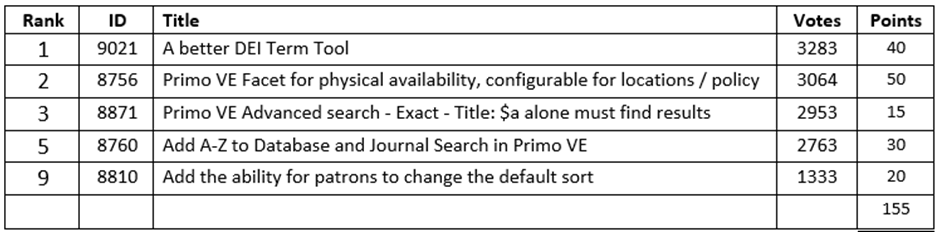 Rank ID Title Votes Points
1 9021 A better DEI Term Tool 3283 40
2 8756 Primo VE Facet for physical availability, configurable for locations / policy 3064 50
3 8871 Primo VE Advanced search - Exact - Title: $a alone must find results 2953 15
5 8760 Add A-Z to Database and Journal Search in Primo VE 2763 30
9 8810 Add the ability for patrons to change the default sort 1333 20
155